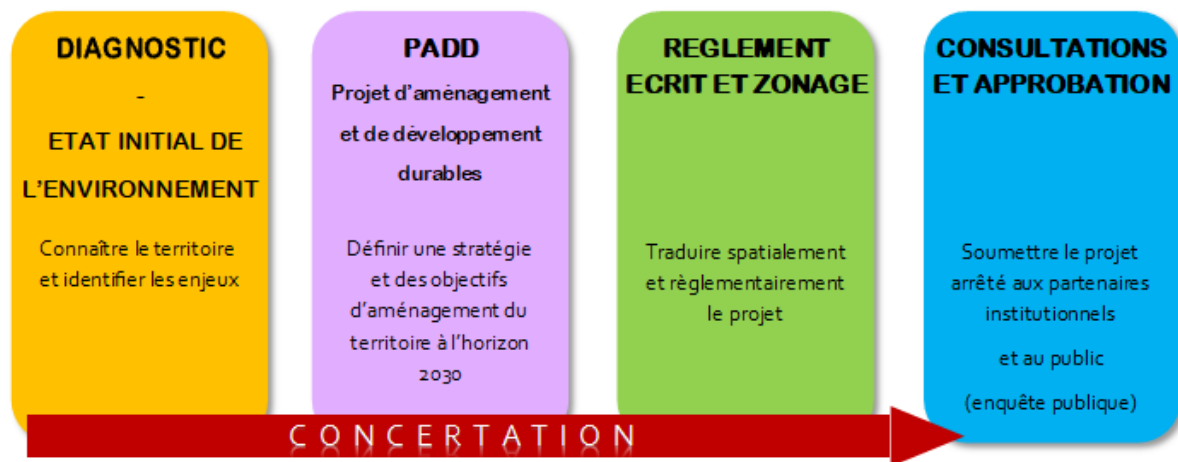 DIAGNOSTIC
-
ETAT INITIAL DE
L'ENVIRONNEMENT
Connaître le territoire
et identifier les enjeux
PADD
Projet d'aménagement
et de développement
durables
Définir une stratégie
et des objectifs
d'aménagement du
territoire à l'horizon
2030
REGLEMENT
ECRIT ET ZONAGE
Traduire spatialement
et règlementairement
le projet
CONSULTATIONS
ET APPROBATION
Soumettre le projet
arrêté aux partenaires
institutionnels
et au public
(enquête publique)
CONCERTATION